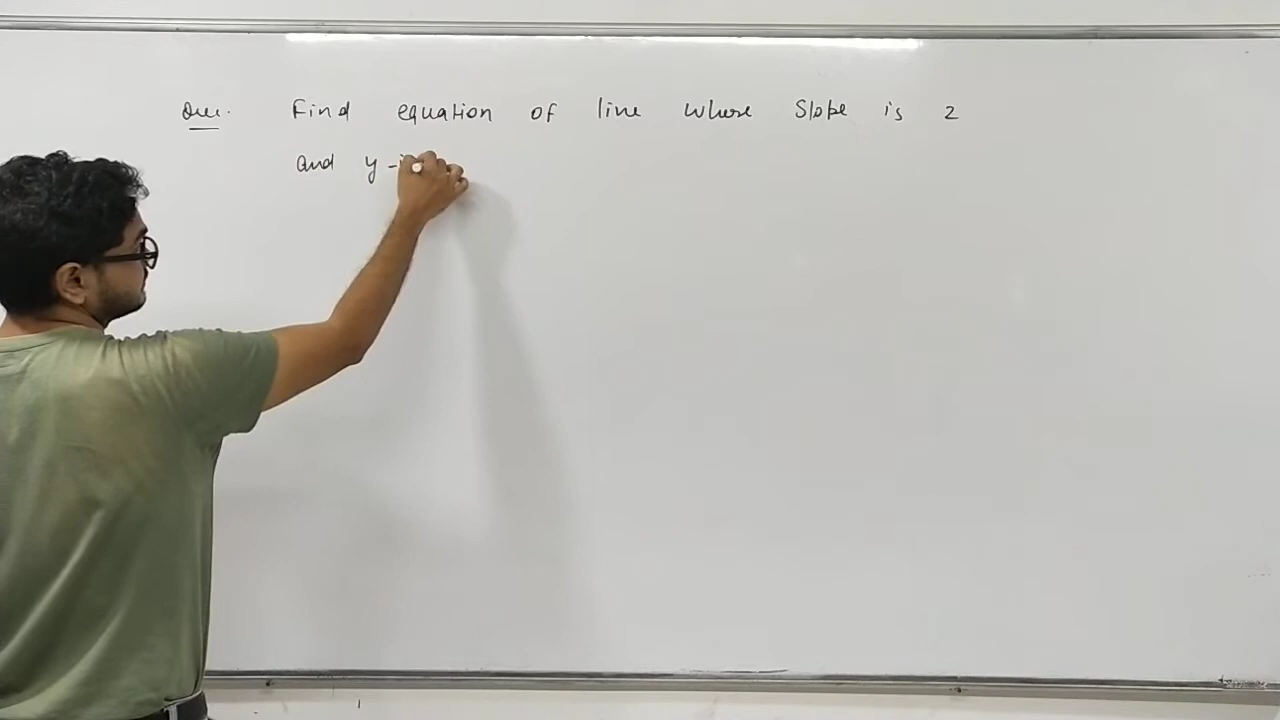 Que. Find equation of line whose Slope is 2
and y-